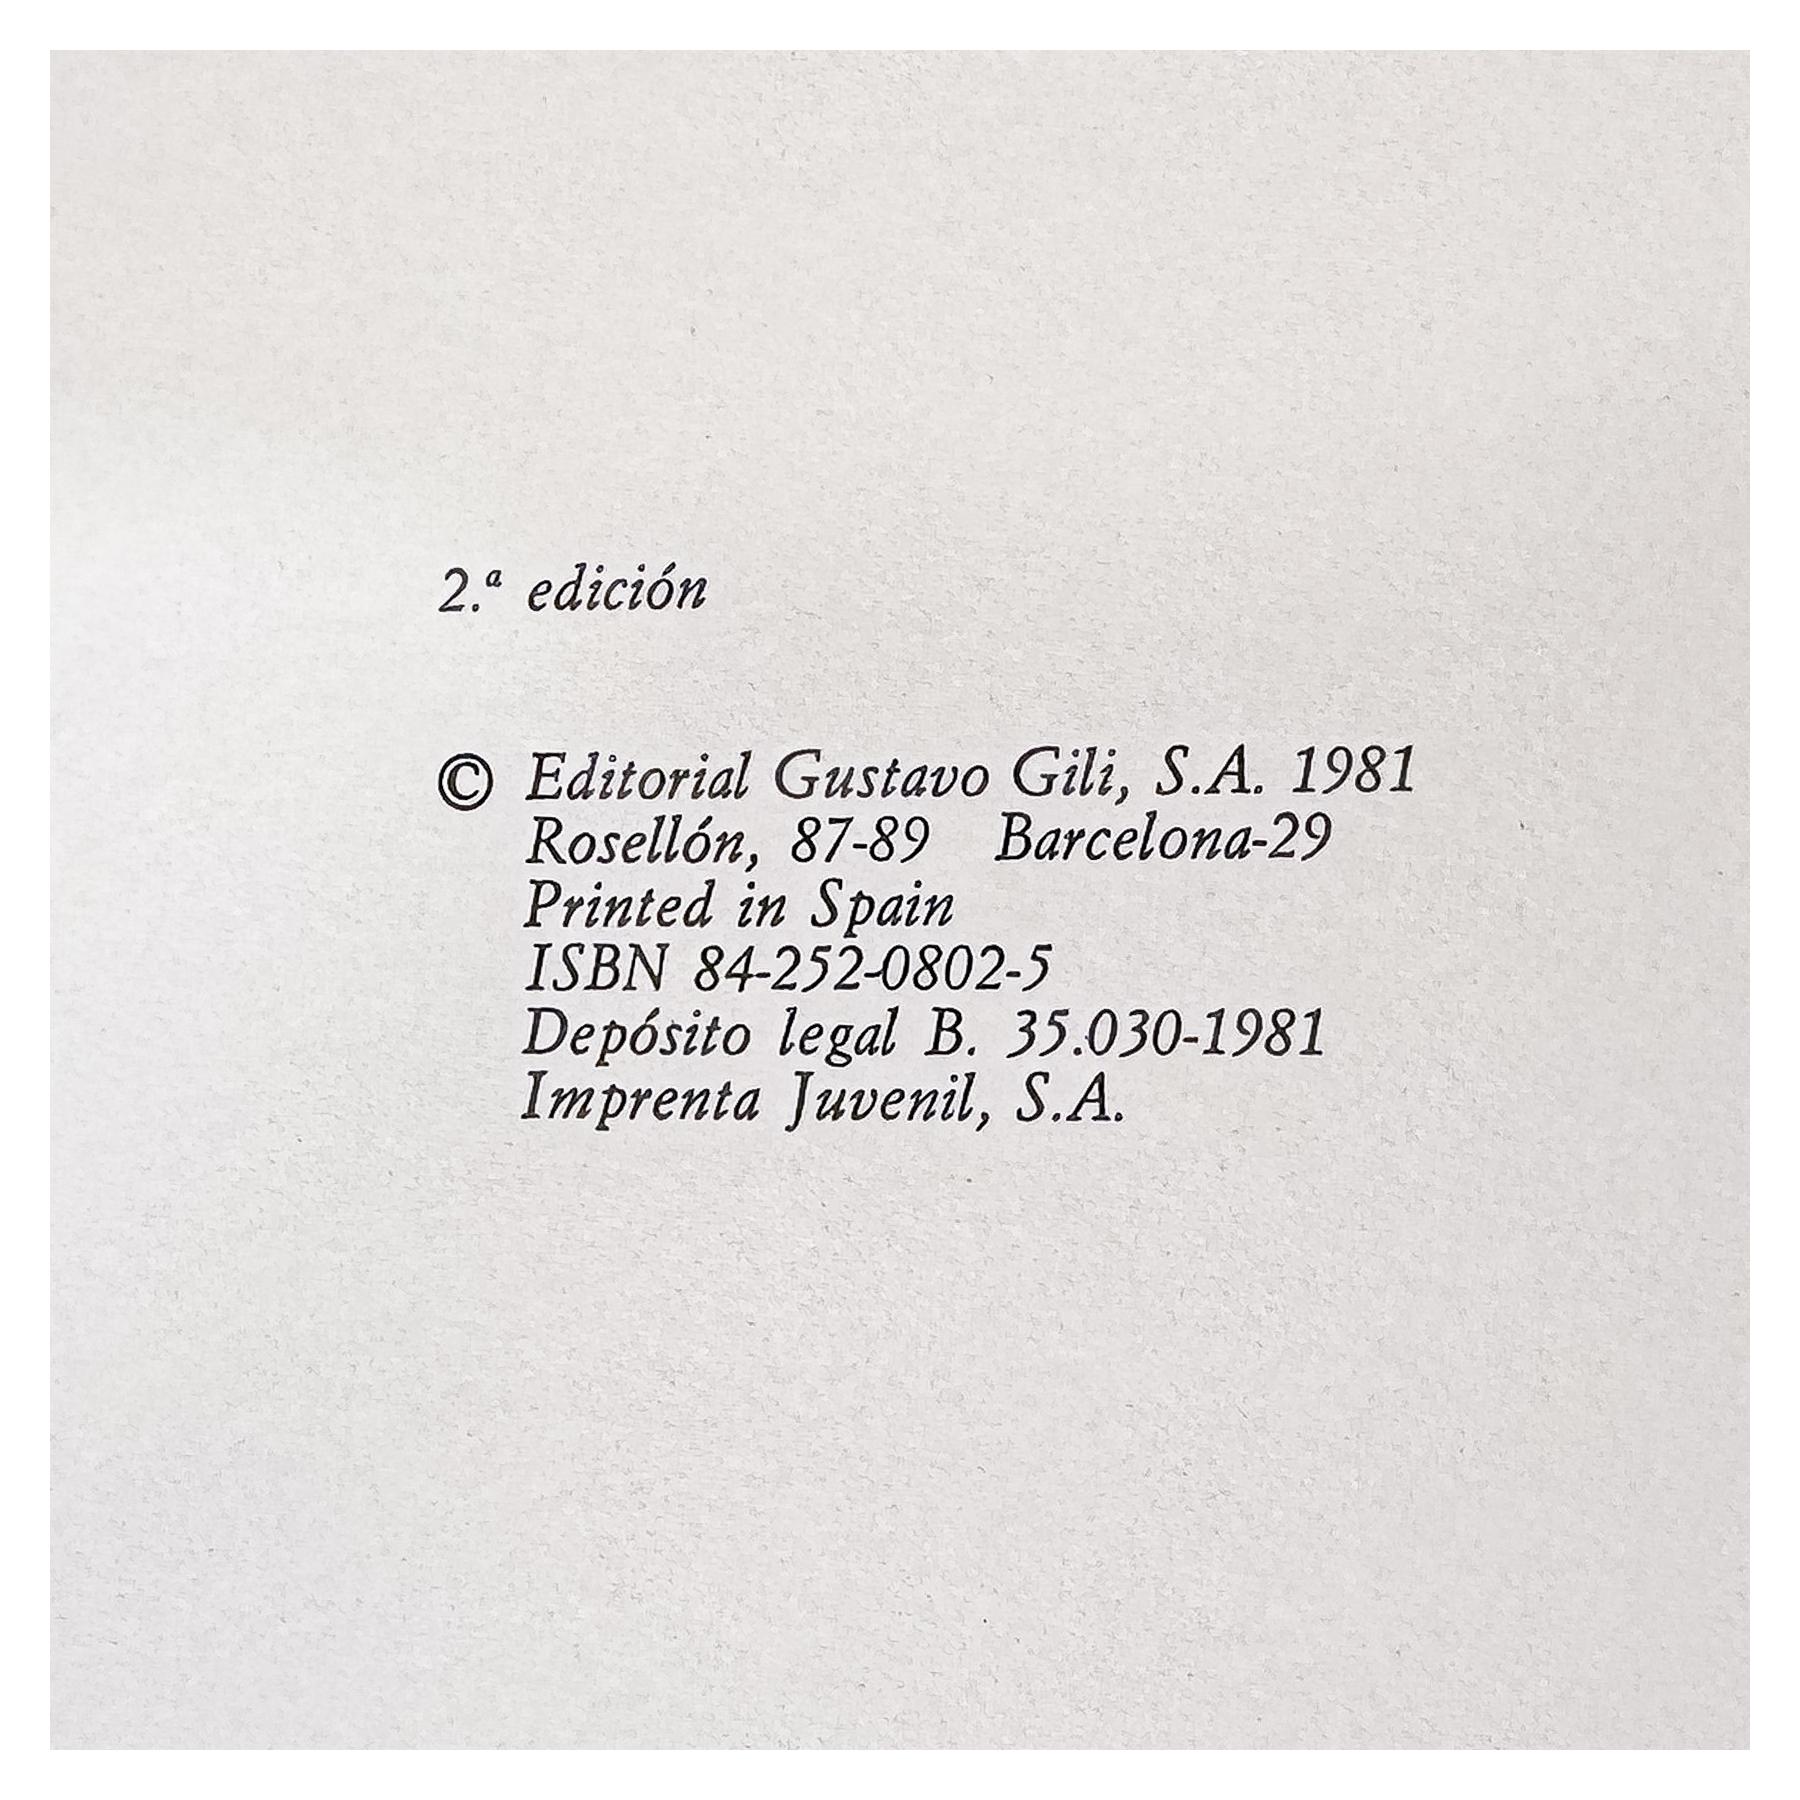 2.ª edición
© Editorial Gustavo Gili, S.A. 1981
Rosellón, 87-89 Barcelona-29
Printed in Spain
ISBN 84-252-0802-5
Depósito legal B. 35.030-1981
Imprenta Juvenil, S.A.